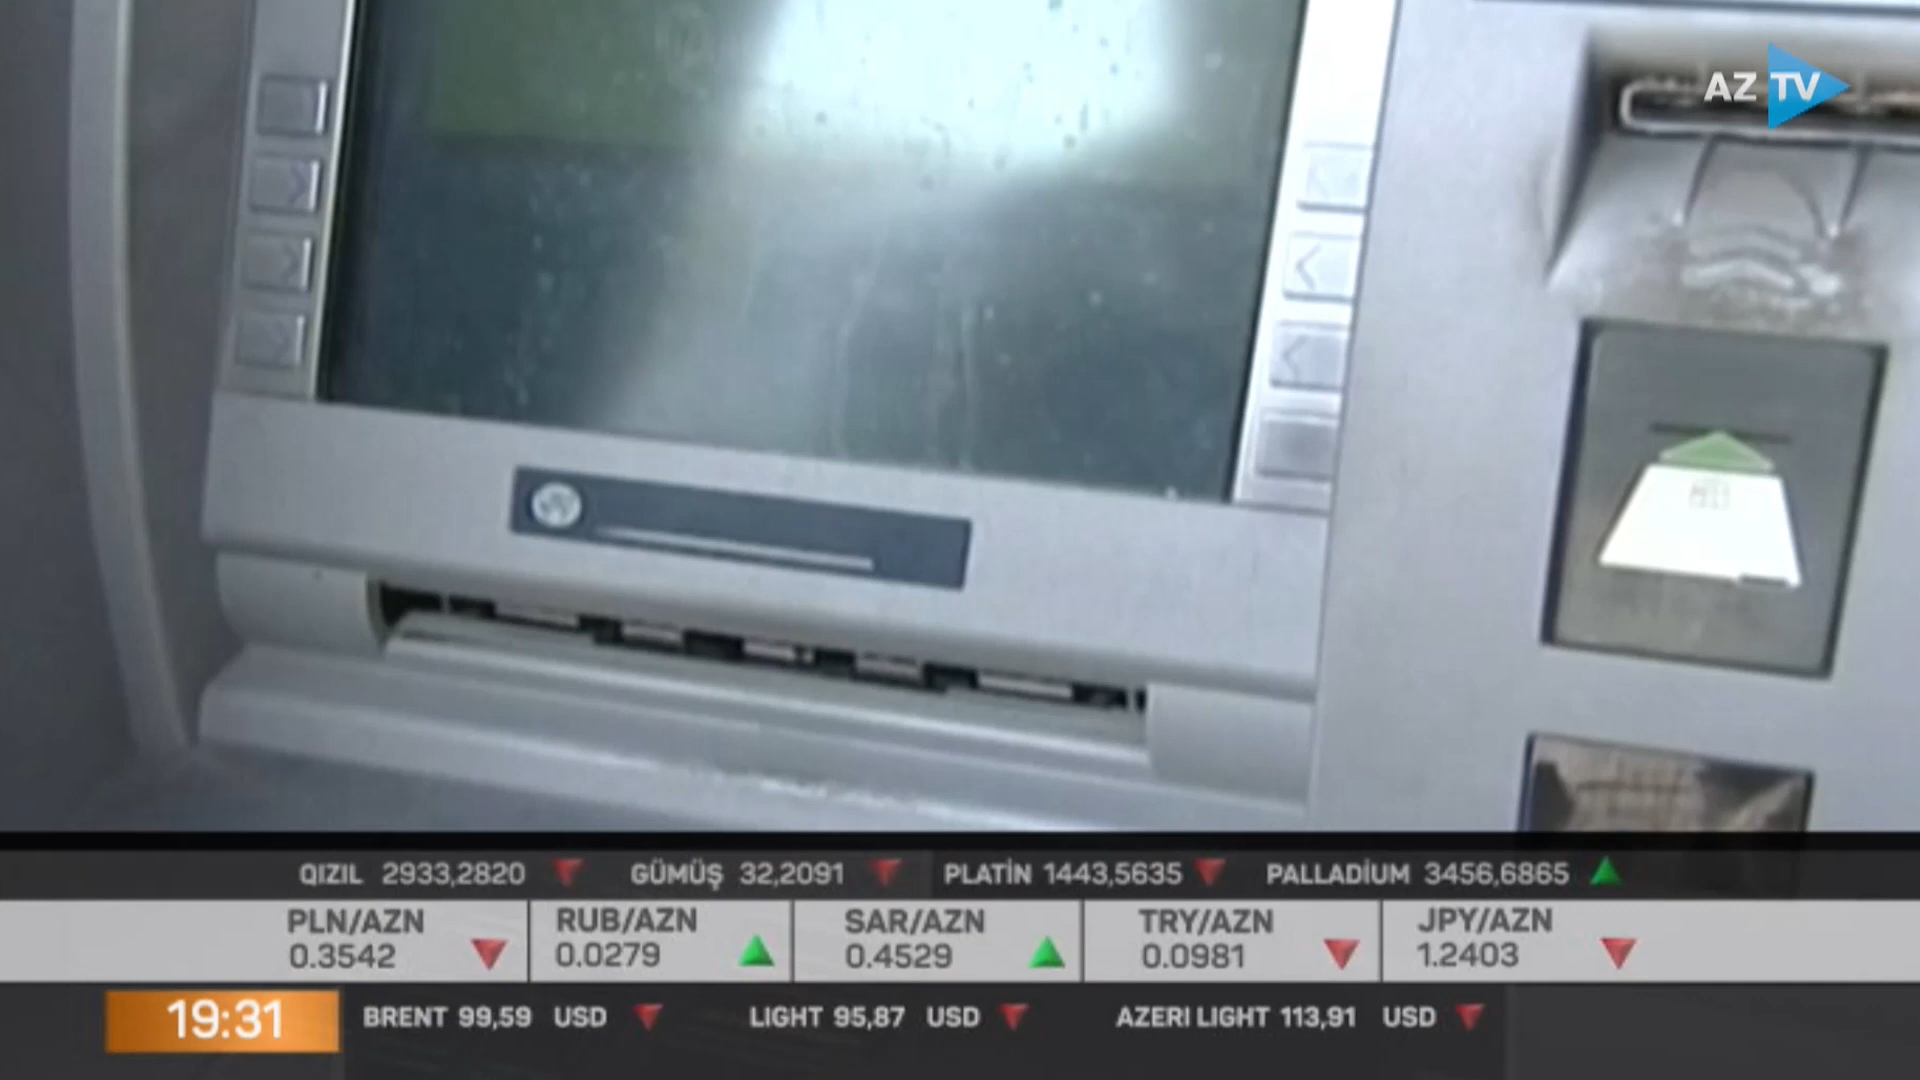 AZ TV
QIZIL 2933,2820 GÜMÜŞ 32,2091 PLATİN 1443,5635 PALLADİUM 3456,6865
PLN/AZN RUB/AZN SAR/AZN TRY/AZN JPY/AZN
0.3542 0.0279 0.4529 0.0981 1.2403
19:31 BRENT 99,59 USD LIGHT 95,87 USD AZERI LIGHT 113,91 USD